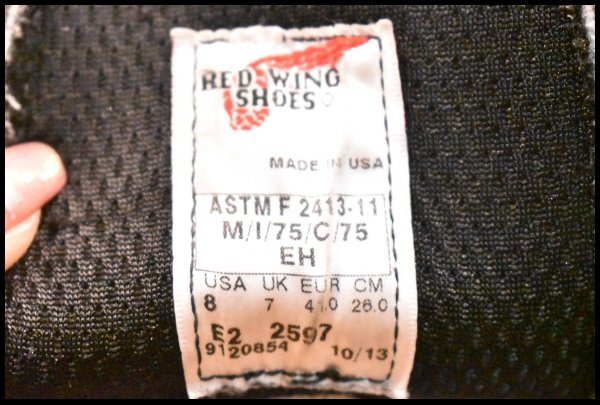 RED WING
SHOES
MADE IN USA
ASTM F 2413-11
M/I/75/C/75
EH
USA UK EUR CM
8 7 41.0 26.0
E2 2597
9120854 10/13